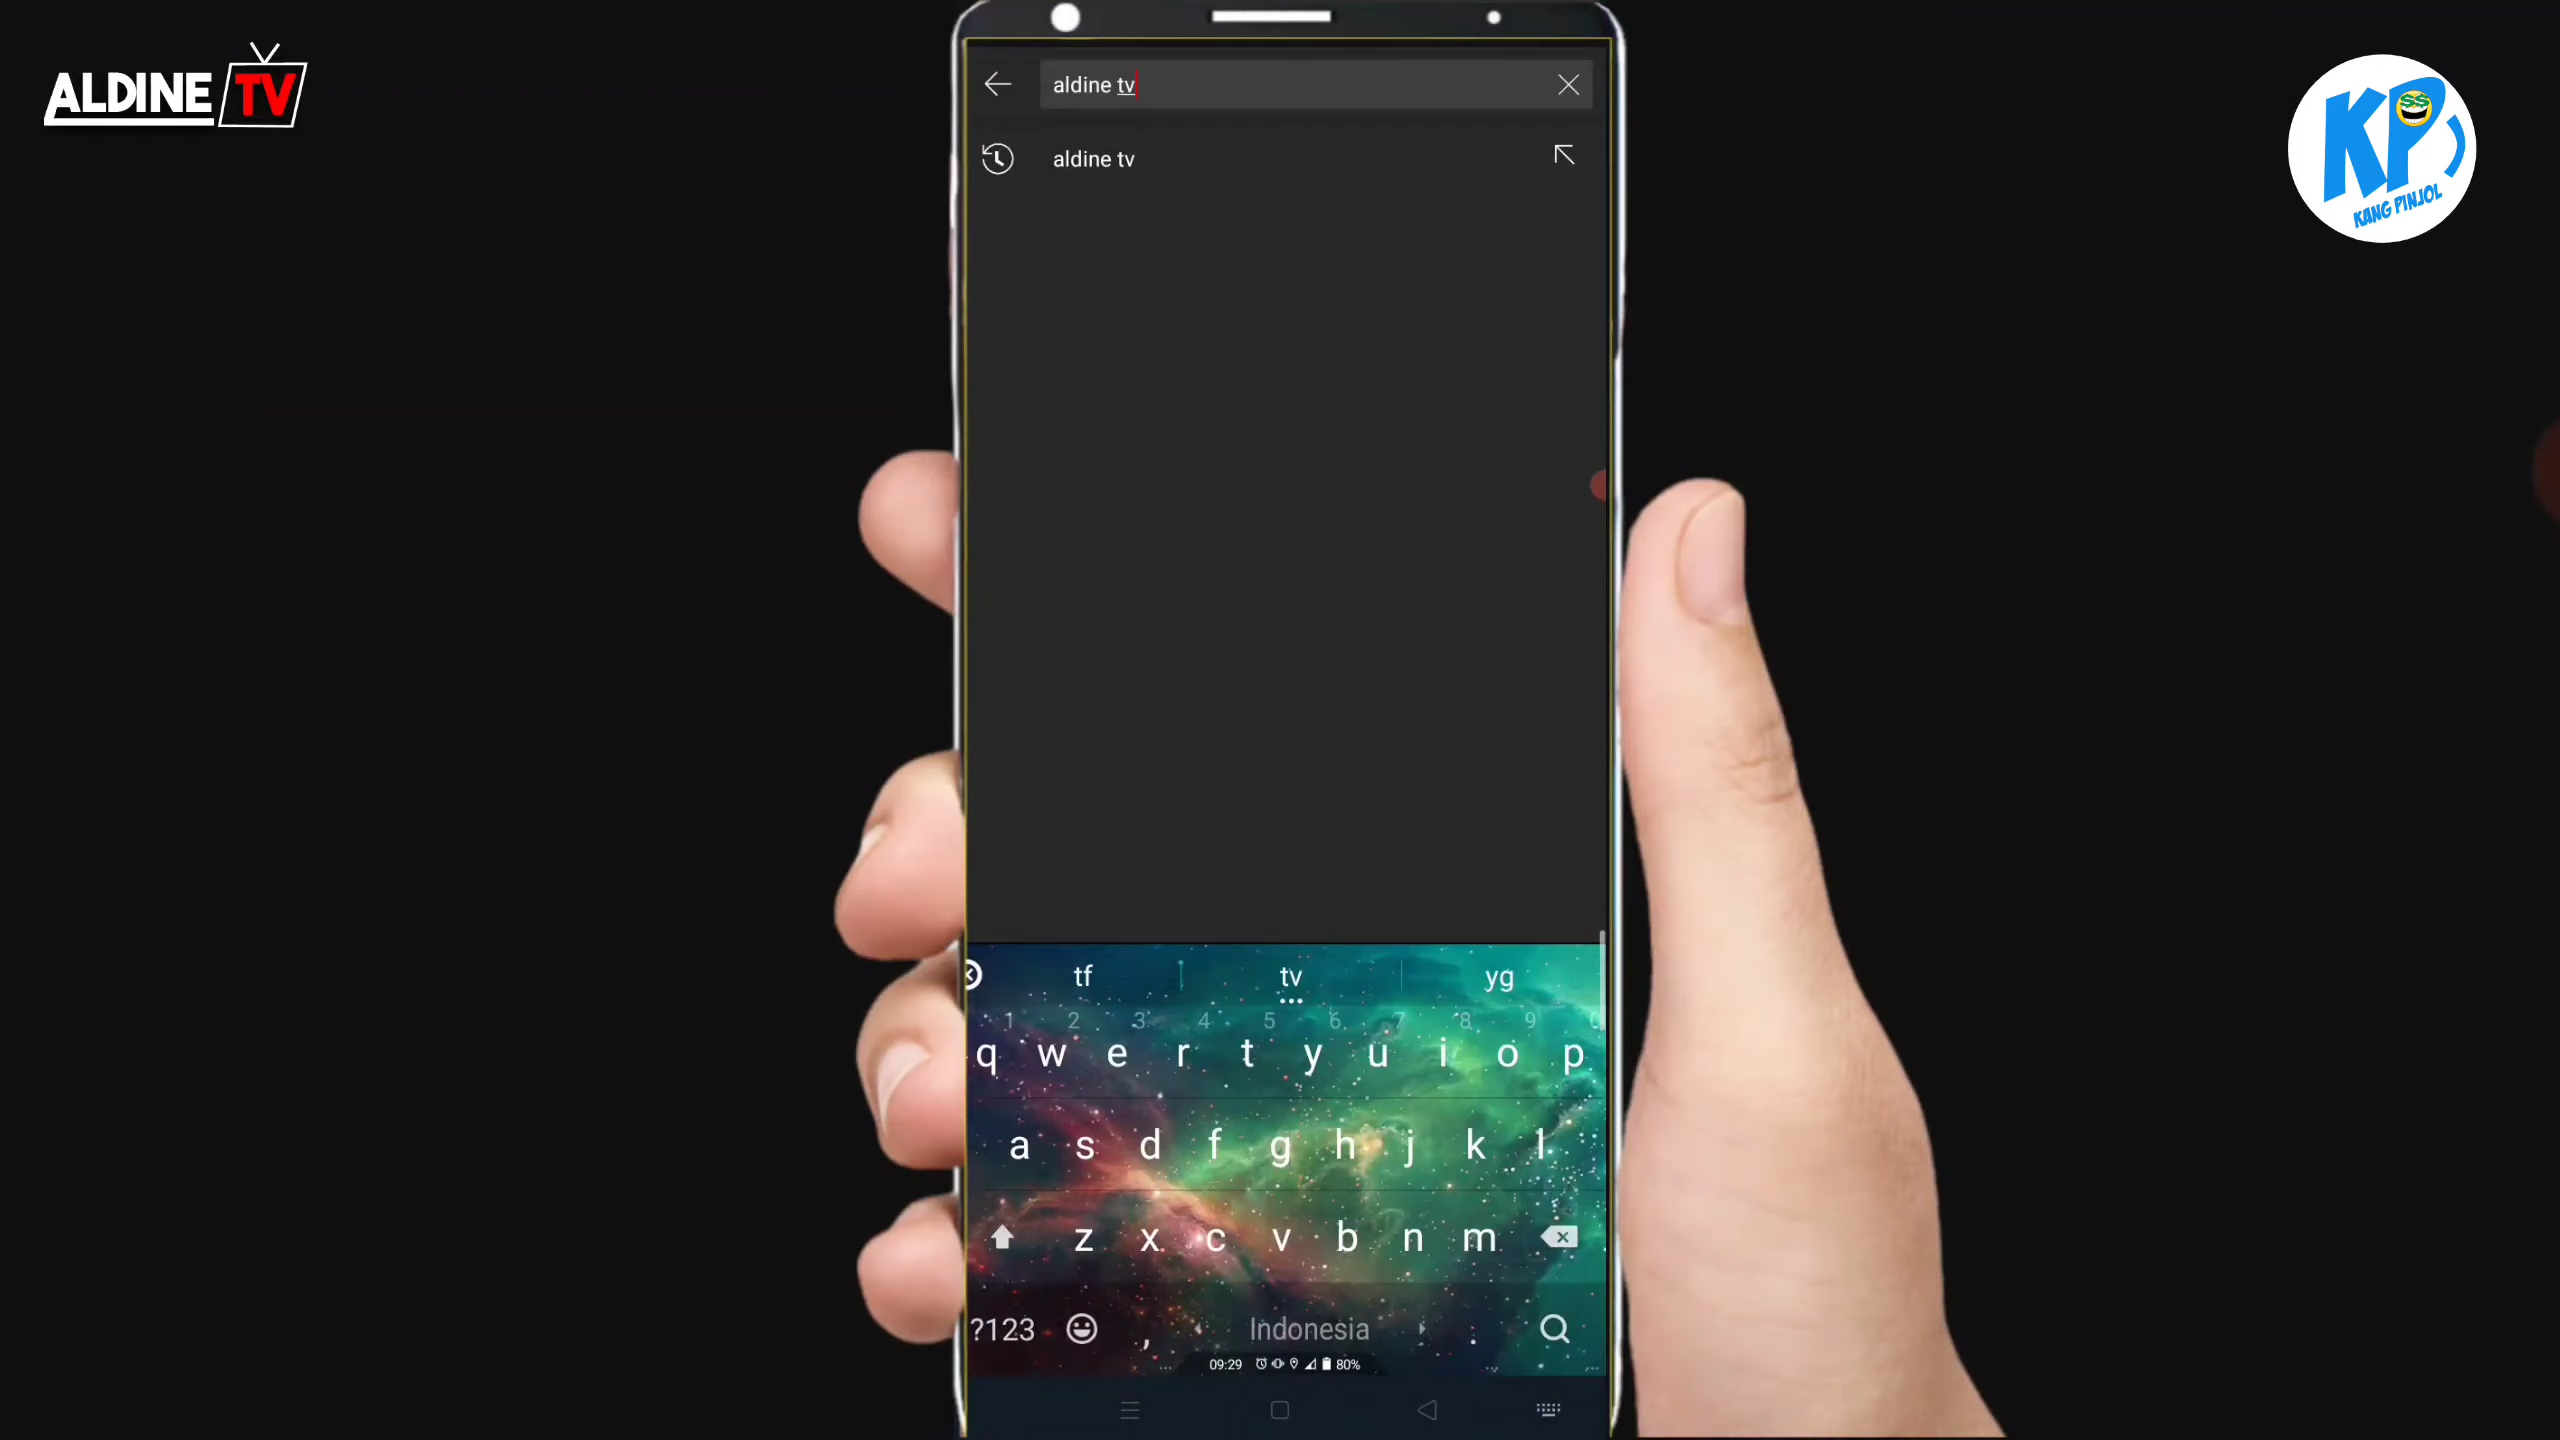 ALDINE TV
KP
$$
KANG PINJOL
aldine tv
aldine tv
tf tv yg
1 2 3 4 5 6 7 8 9
q w e r t y u i o p
a s d f g h j k l
z x c v b n m
?123 , Indonesia .
09:29 80%